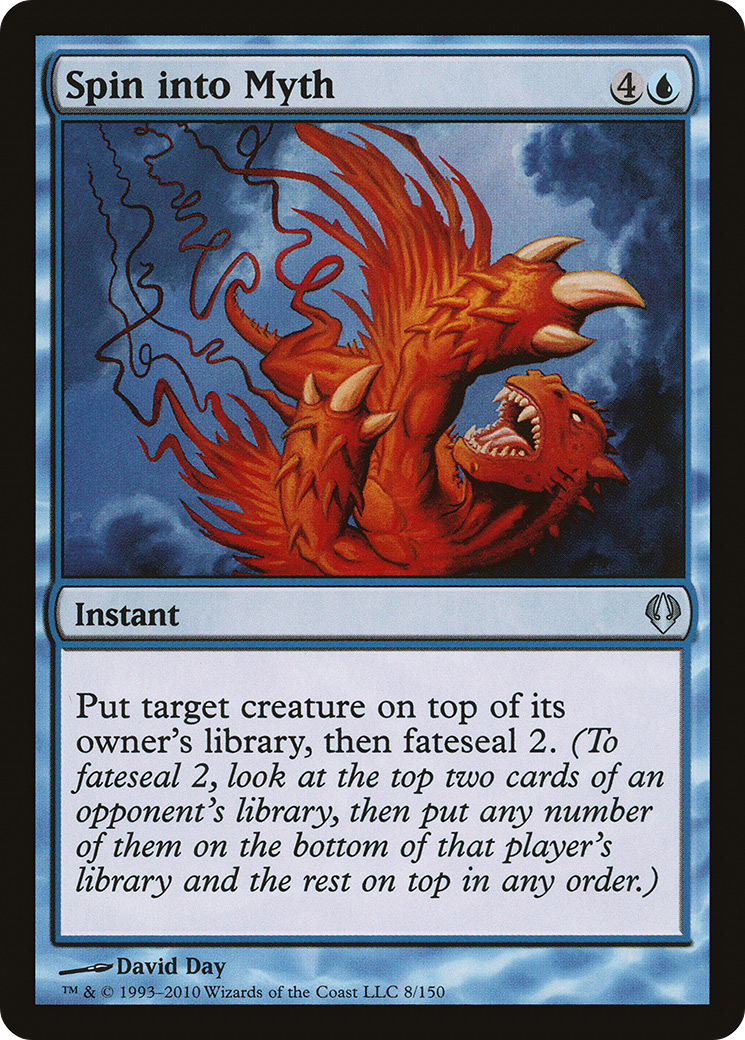 Spin into Myth 4
Instant
Put target creature on top of its
owner's library, then fateseal 2. (To
fateseal 2, look at the top two cards of an
opponent's library, then put any number
of them on the bottom of that player's
library and the rest on top in any order.)
David Day
™ & © 1993–2010 Wizards of the Coast LLC 8/150